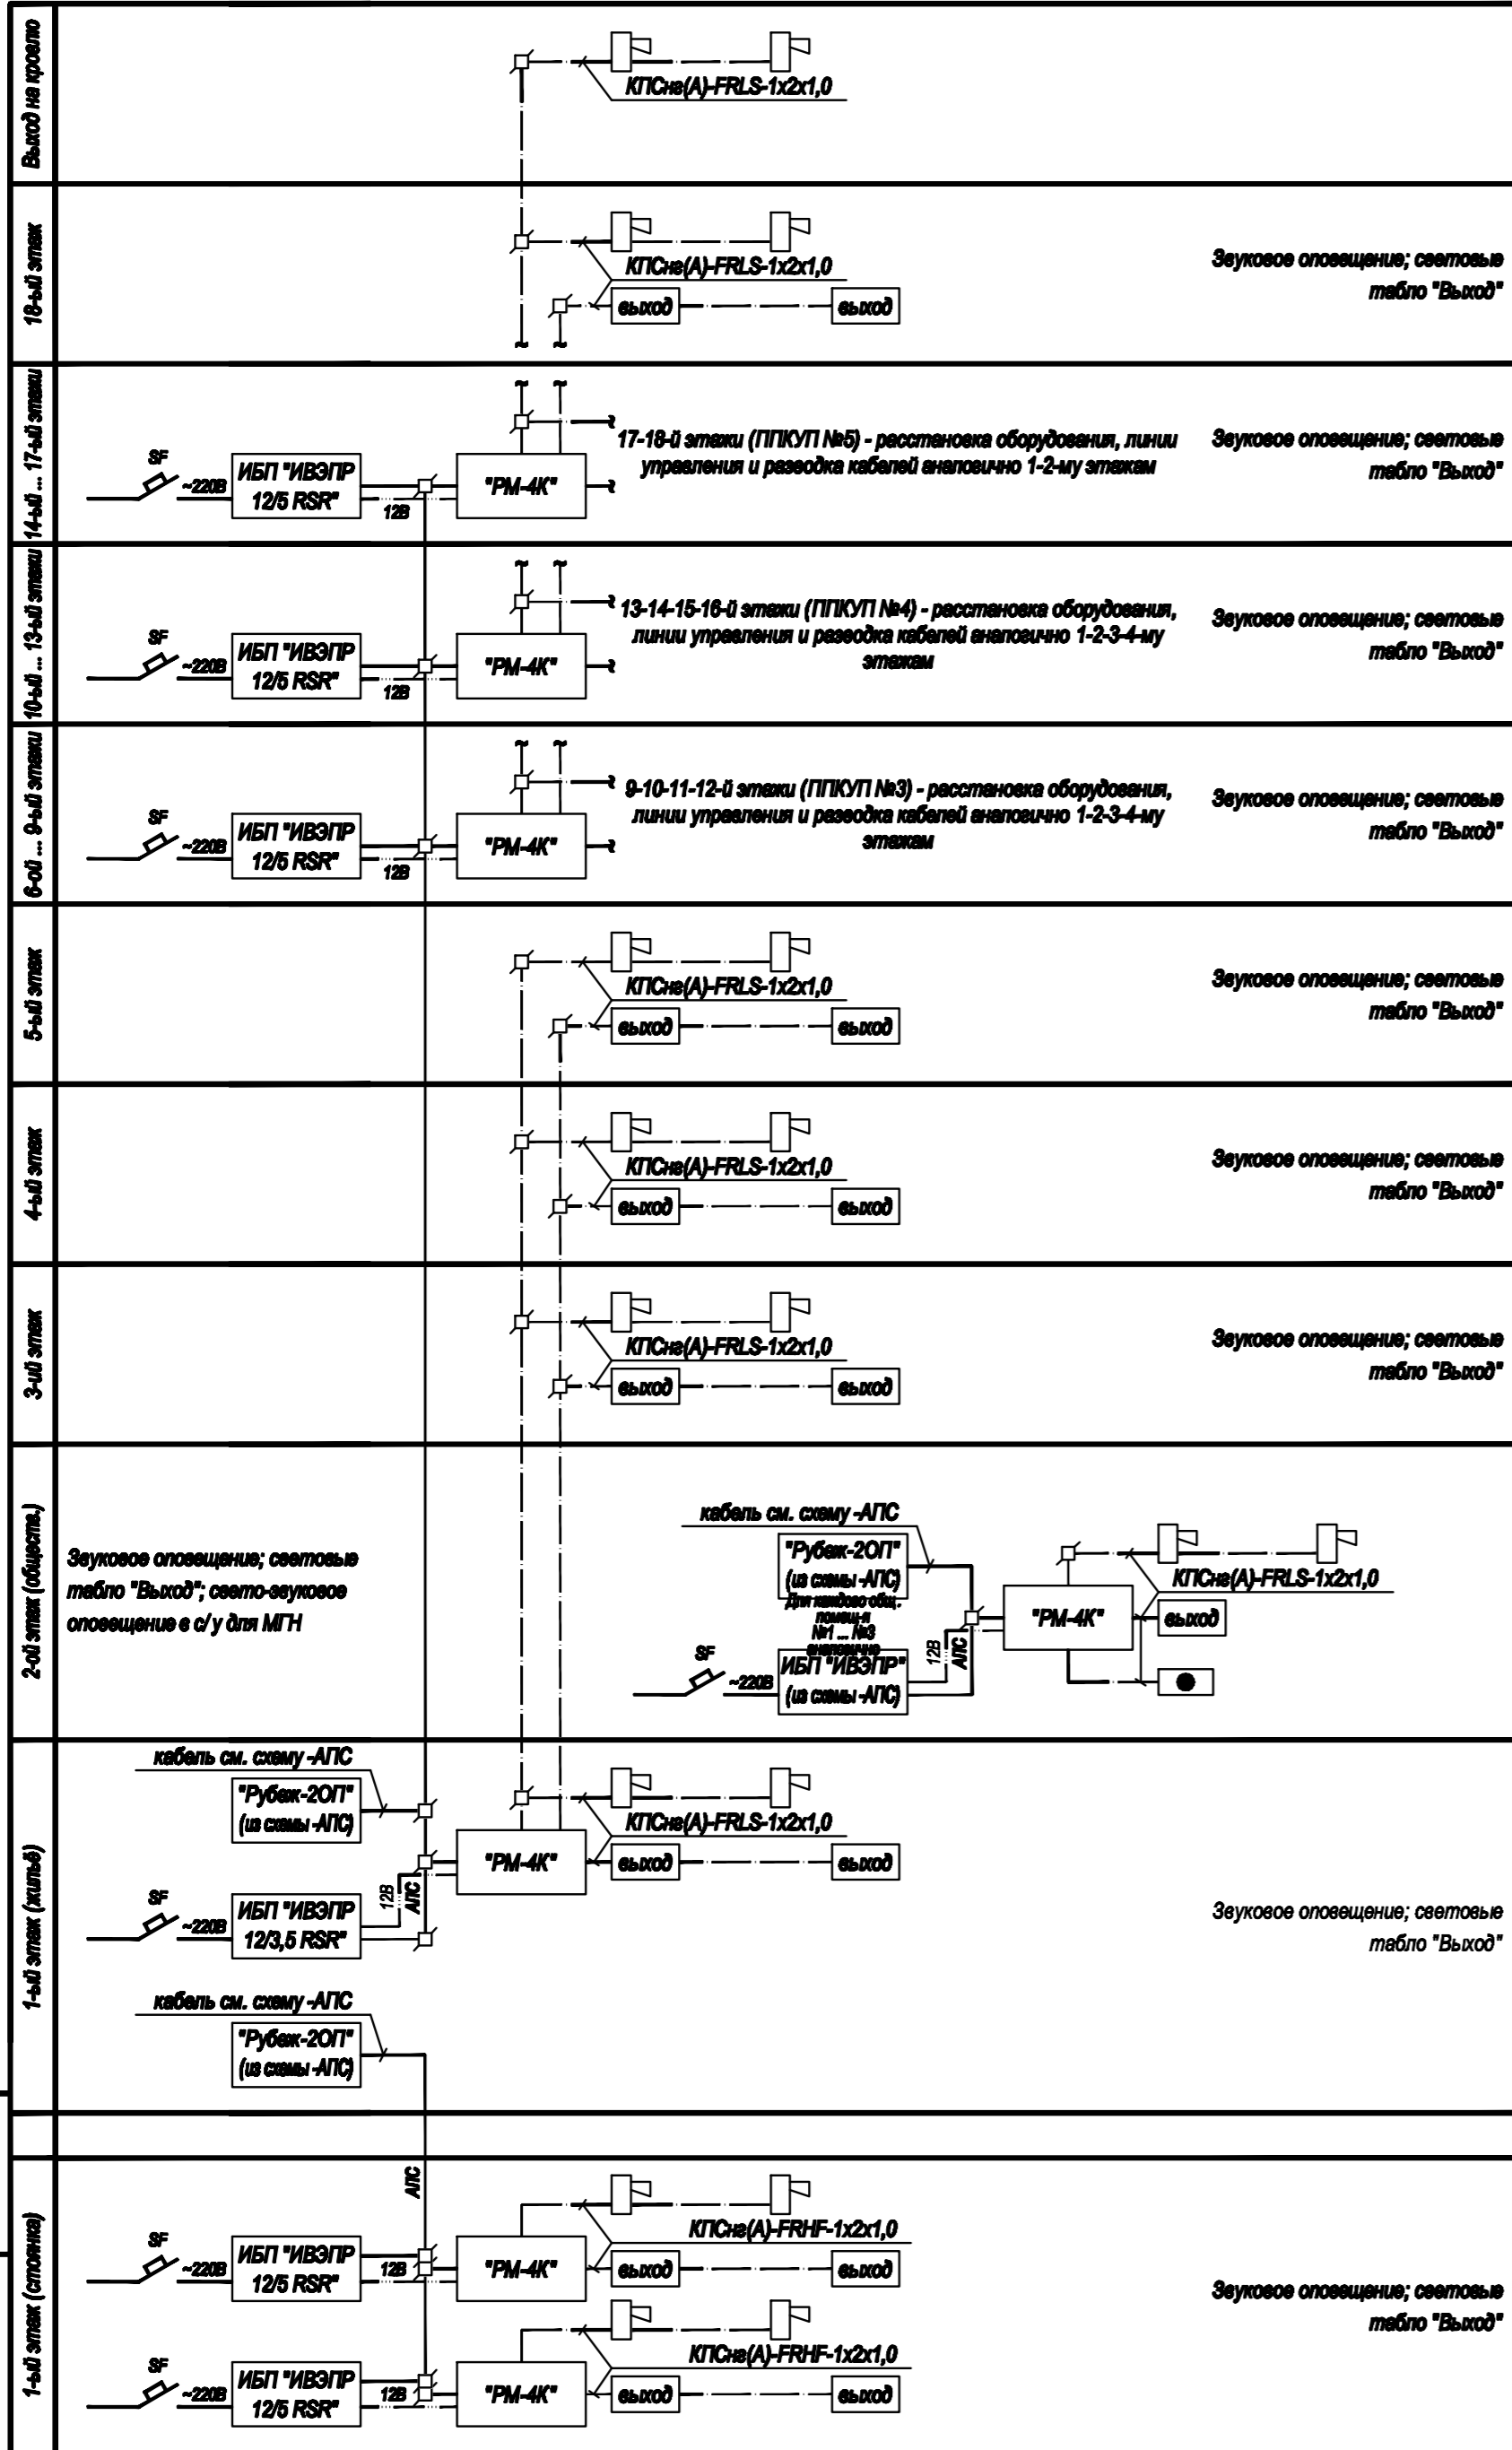 Выход на кровлю
КПСнг(А)-FRLS-1x2x1,0
18-ый этаж
КПСнг(А)-FRLS-1x2x1,0
выход
выход
Звуковое оповещение; световые
табло "Выход"
14-ый ... 17-ый этажи
SF
~220В
ИБП "ИВЭПР
12/5 RSR"
12В
"РМ-4К"
17-18-й этажи (ППКУП №5) - расстановка оборудования, линии
управления и разводка кабелей аналогично 1-2-му этажам
Звуковое оповещение; световые
табло "Выход"
10-ый ... 13-ый этажи
SF
~220В
ИБП "ИВЭПР
12/5 RSR"
12В
"РМ-4К"
13-14-15-16-й этажи (ППКУП №4) - расстановка оборудования,
линии управления и разводка кабелей аналогично 1-2-3-4-му
этажам
Звуковое оповещение; световые
табло "Выход"
6-ой ... 9-ый этажи
SF
~220В
ИБП "ИВЭПР
12/5 RSR"
12В
"РМ-4К"
9-10-11-12-й этажи (ППКУП №3) - расстановка оборудования,
линии управления и разводка кабелей аналогично 1-2-3-4-му
этажам
Звуковое оповещение; световые
табло "Выход"
5-ый этаж
КПСнг(А)-FRLS-1x2x1,0
выход
выход
Звуковое оповещение; световые
табло "Выход"
4-ый этаж
КПСнг(А)-FRLS-1x2x1,0
выход
выход
Звуковое оповещение; световые
табло "Выход"
3-ий этаж
КПСнг(А)-FRLS-1x2x1,0
выход
выход
Звуковое оповещение; световые
табло "Выход"
2-ой этаж (обществ.)
Звуковое оповещение; световые
табло "Выход"; свето-звуковое
оповещение в с/у для МГН
кабель см. схему -АПС
"Рубеж-2ОП"
(из схемы -АПС)
Для каждого общ.
помещ-я
№1 ... №3
аналогично
SF
~220В
ИБП "ИВЭПР"
(из схемы -АПС)
12В
АПС
"РМ-4К"
КПСнг(А)-FRLS-1x2x1,0
выход
1-ый этаж (жильё)
кабель см. схему -АПС
"Рубеж-2ОП"
(из схемы -АПС)
SF
~220В
ИБП "ИВЭПР
12/3,5 RSR"
12В
АПС
"РМ-4К"
КПСнг(А)-FRLS-1x2x1,0
выход
выход
Звуковое оповещение; световые
табло "Выход"
кабель см. схему -АПС
"Рубеж-2ОП"
(из схемы -АПС)
1-ый этаж (стоянка)
АПС
SF
~220В
ИБП "ИВЭПР
12/5 RSR"
12В
"РМ-4К"
КПСнг(А)-FRHF-1x2x1,0
выход
выход
Звуковое оповещение; световые
табло "Выход"
SF
~220В
ИБП "ИВЭПР
12/5 RSR"
12В
"РМ-4К"
КПСнг(А)-FRHF-1x2x1,0
выход
выход